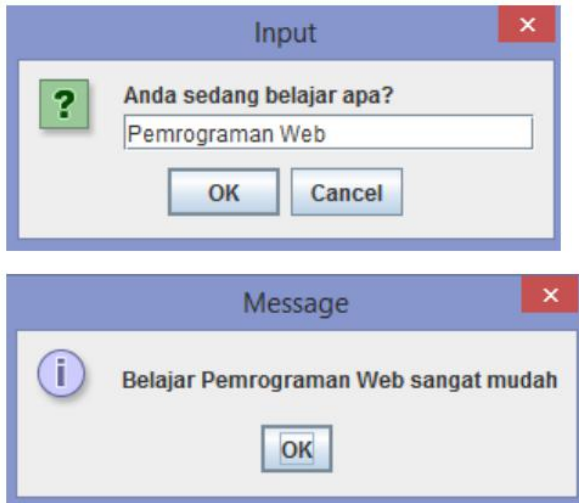 Input
×
?
Anda sedang belajar apa?
Pemrograman Web
OK Cancel
Message
×
i
Belajar Pemrograman Web sangat mudah
OK